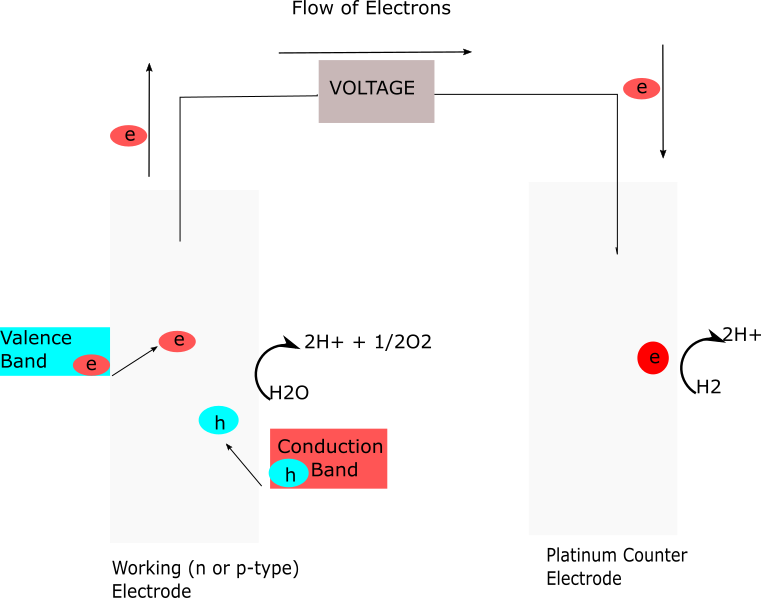 Flow of Electrons
VOLTAGE
e
e
Valence
Band
e
e
2H+ + 1/2O2
H2O
h
Conduction
Band
h
2H+
e
H2
Working (n or p-type)
Electrode
Platinum Counter
Electrode